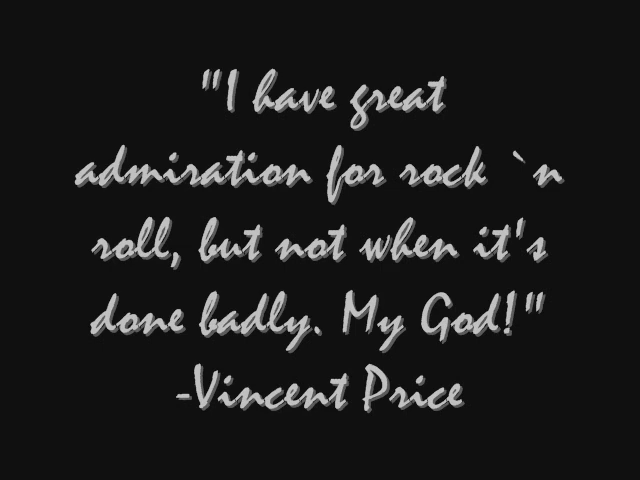 "I have great
admiration for rock `n
roll, but not when it's
done badly. My God!"
-Vincent Price